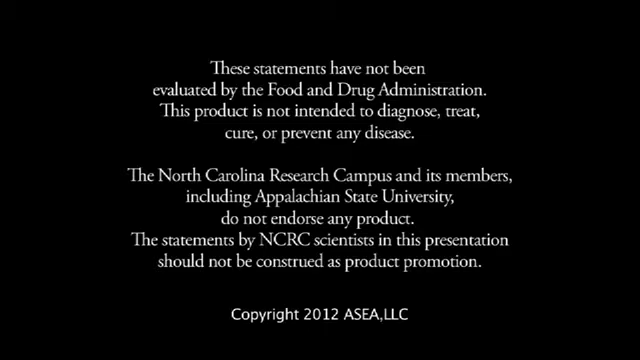 These statements have not been
evaluated by the Food and Drug Administration.
This product is not intended to diagnose, treat,
cure, or prevent any disease.
The North Carolina Research Campus and its members,
including Appalachian State University,
do not endorse any product.
The statements by NCRC scientists in this presentation
should not be construed as product promotion.
Copyright 2012 ASEA,LLC